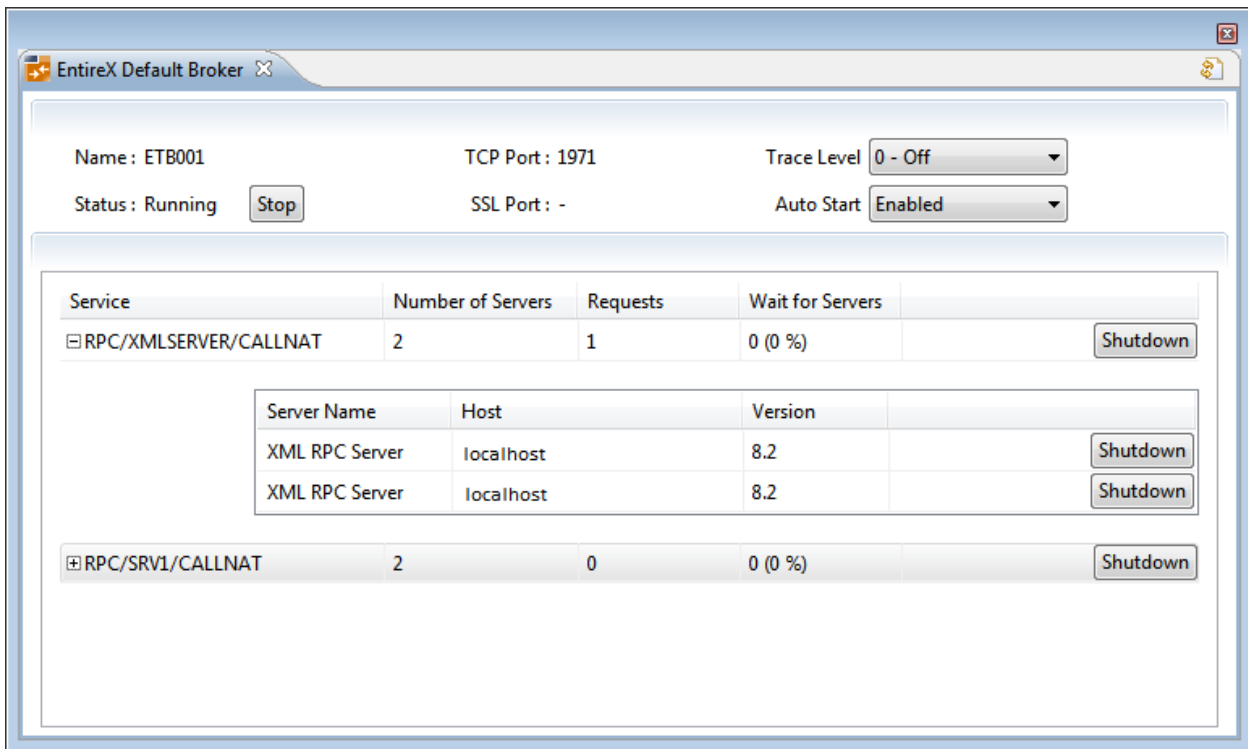 EntireX Default Broker
Name : ETB001 TCP Port : 1971 Trace Level 0 - Off
Status : Running Stop SSL Port : - Auto Start Enabled
Service Number of Servers Requests Wait for Servers
RPC/XMLSERVER/CALLNAT 2 1 0 (0 %) Shutdown
Server Name Host Version
XML RPC Server localhost 8.2 Shutdown
XML RPC Server localhost 8.2 Shutdown
RPC/SRV1/CALLNAT 2 0 0 (0 %) Shutdown